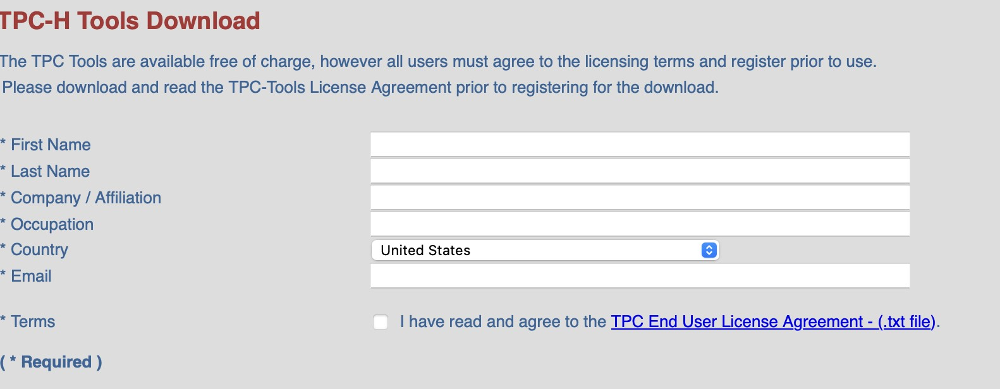 TPC-H Tools Download
The TPC Tools are available free of charge, however all users must agree to the licensing terms and register prior to use.
Please download and read the TPC-Tools License Agreement prior to registering for the download.
* First Name
* Last Name
* Company / Affiliation
* Occupation
* Country United States
* Email
* Terms I have read and agree to the TPC End User License Agreement - (.txt file).
( * Required )